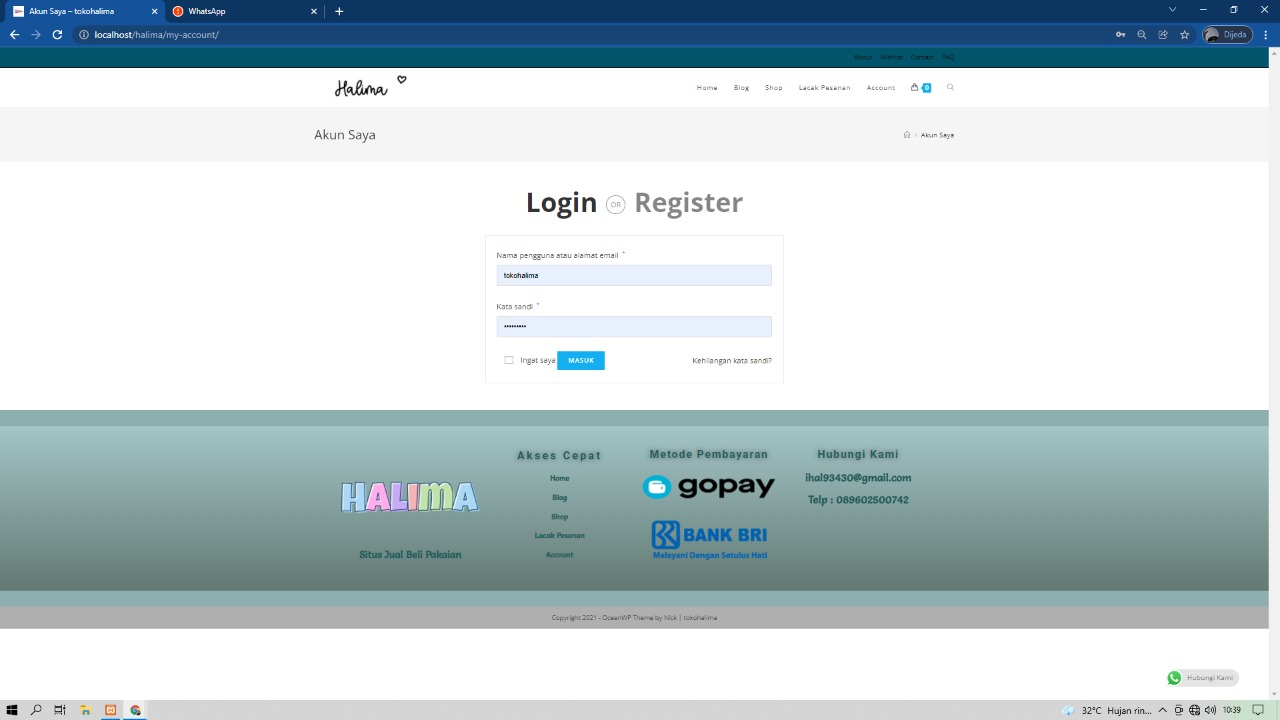 Akun Saya – tokohalima
WhatsApp
localhost/halima/my-account/
Dijeda
About Wishlist Contact FAQ
Halima
Home Blog Shop Lacak Pesanan Account 0
Akun Saya
> Akun Saya
Login OR Register
Nama pengguna atau alamat email *
tokohalima
Kata sandi *
Ingat saya MASUK Kehilangan kata sandi?
HALIMA
Situs Jual Beli Pakaian
Akses Cepat
Home
Blog
Shop
Lacak Pesanan
Account
Metode Pembayaran
gopay
BANK BRI
Melayani Dengan Setulus Hati
Hubungi Kami
ihal93430@gmail.com
Telp : 089602500742
Copyright 2021 - OceanWP Theme by Nick | tokohalima
Hubungi Kami
32°C Hujan rin... 10:39